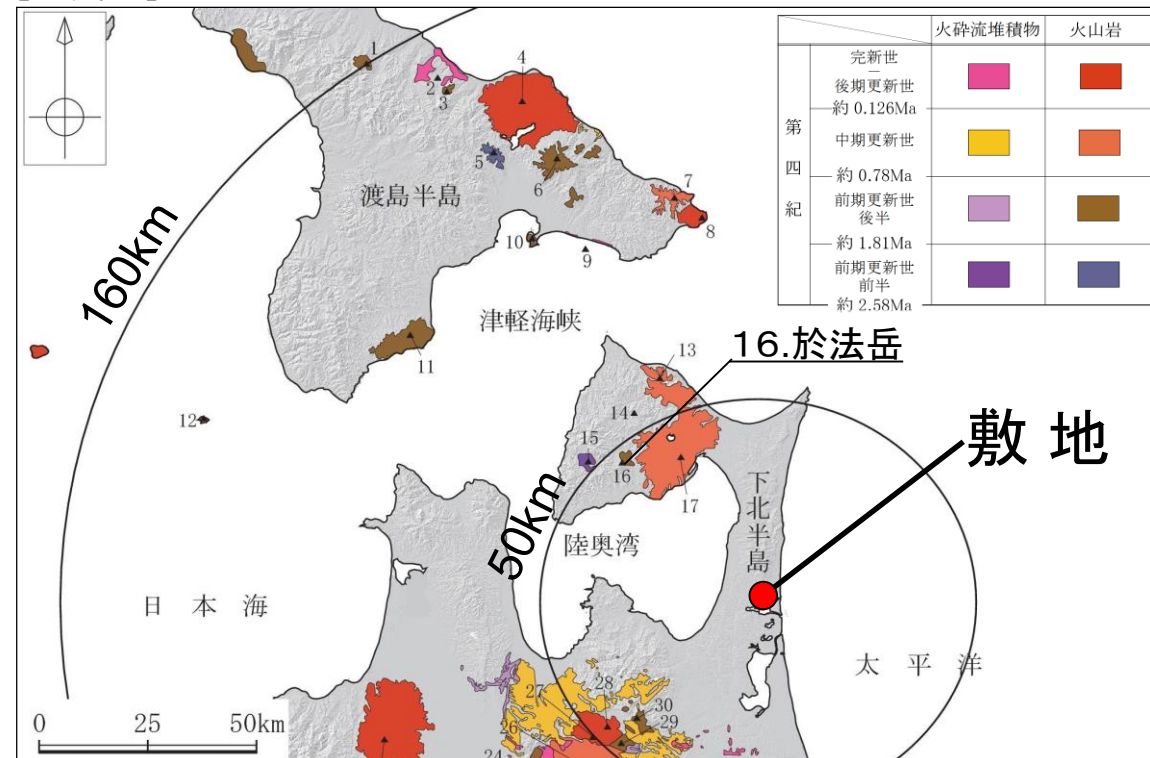 火砕流堆積物 火山岩
第四紀
完新世
―
後期更新世
約 0.126Ma
中期更新世
約 0.78Ma
前期更新世
後半
約 1.81Ma
前期更新世
前半
約 2.58Ma
1
2
3
4
5
6
7
8
9
10
11
12
渡島半島
160km
津軽海峡
16.於法岳
13
14
15
16
17
敷地
下北半島
50km
陸奥湾
日本海
太平洋
27
28
30
29
26
24
0 25 50km